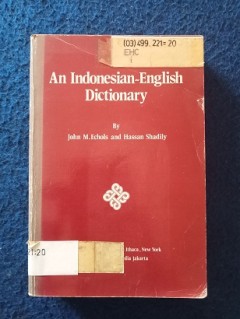 (03)499.221=20
EHC
An Indonesian-English
Dictionary
By
John M. Echols and Hassan Shadily
Ithaca, New York
Jakarta
:20